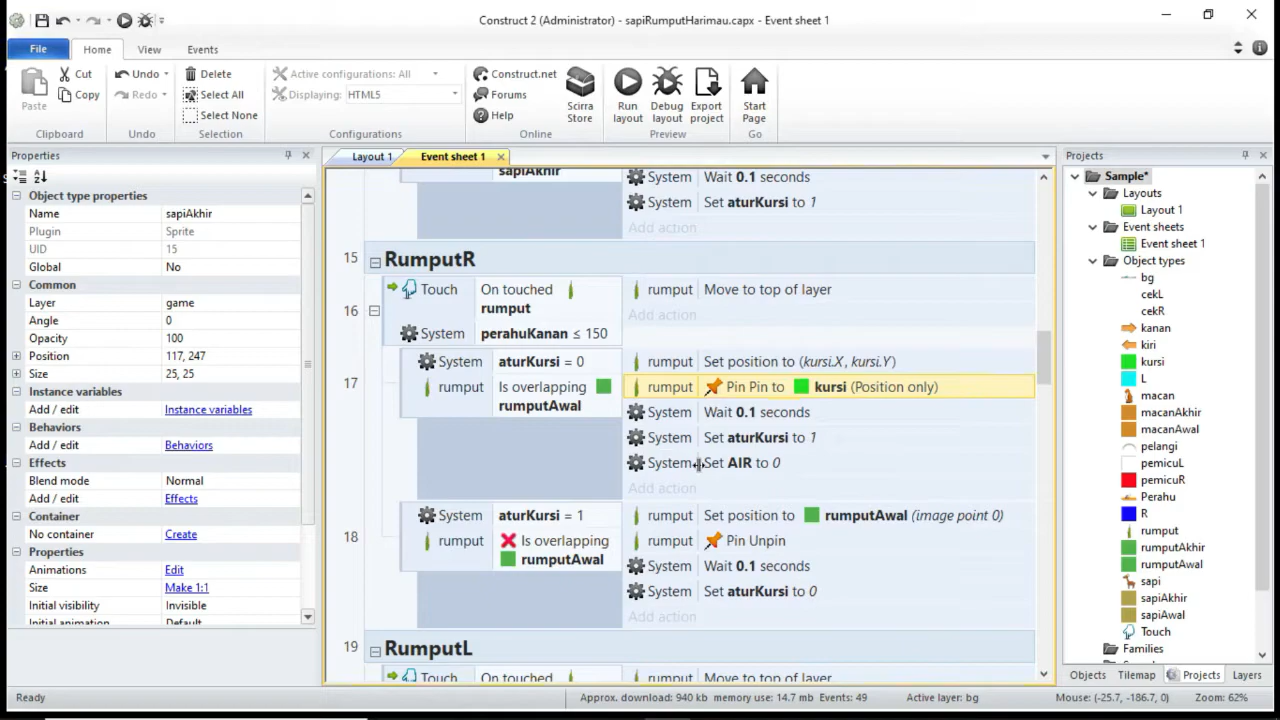 Construct 2 (Administrator) - sapiRumputHarimau.capx - Event sheet 1
File Home View Events
Paste
Cut
Copy
Clipboard
Undo
Redo
Undo
Delete
Select All
Select None
Selection
Active configurations: All
Displaying: HTML5
Configurations
Construct.net
Forums
Help
Scirra Store
Online
Run layout
Debug layout
Export project
Preview
Start Page
Go
Properties
Object type properties
Name sapiAkhir
Plugin Sprite
UID 15
Global No
Common
Layer game
Angle 0
Opacity 100
Position 117, 247
Size 25, 25
Instance variables
Add / edit Instance variables
Behaviors
Add / edit Behaviors
Effects
Blend mode Normal
Add / edit Effects
Container
No container Create
Properties
Animations Edit
Size Make 1:1
Initial visibility Invisible
Initial animation Default
Layout 1 Event sheet 1
sapiAkhir
System Wait 0.1 seconds
System Set aturKursi to 1
Add action
15 RumputR
16
Touch On touched rumput
System perahuKanan ≤ 150
rumput Move to top of layer
Add action
17
System aturKursi = 0
rumput Is overlapping rumputAwal
rumput Set position to (kursi.X, kursi.Y)
rumput Pin Pin to kursi (Position only)
System Wait 0.1 seconds
System Set aturKursi to 1
System Set AIR to 0
Add action
18
System aturKursi = 1
rumput Is overlapping rumputAwal
rumput Set position to rumputAwal (image point 0)
rumput Pin Unpin
System Wait 0.1 seconds
System Set aturKursi to 0
Add action
19 RumputL
Touch On touched
rumput Move to top of layer
Projects
Sample*
Layouts
Layout 1
Event sheets
Event sheet 1
Object types
bg
cekL
cekR
kanan
kiri
kursi
L
macan
macanAkhir
macanAwal
pelangi
pemicuL
pemicuR
Perahu
R
rumput
rumputAkhir
rumputAwal
sapi
sapiAkhir
sapiAwal
Touch
Families
Objects Tilemap Projects Layers
Ready
Approx. download: 940 kb memory use: 14.7 mb Events: 49
Active layer: bg
Mouse: (-25.7, -186.7, 0)
Zoom: 62%